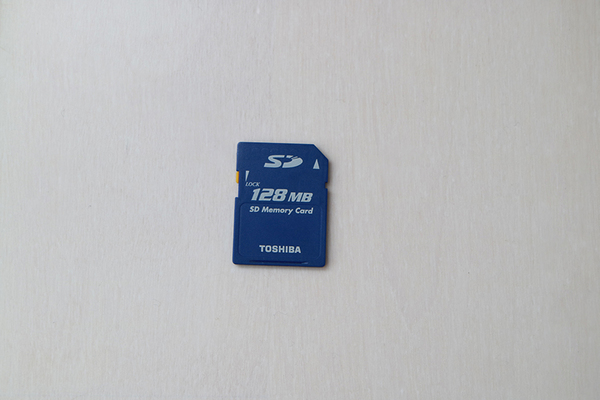 SD
LOCK
128 MB
SD Memory Card
TOSHIBA